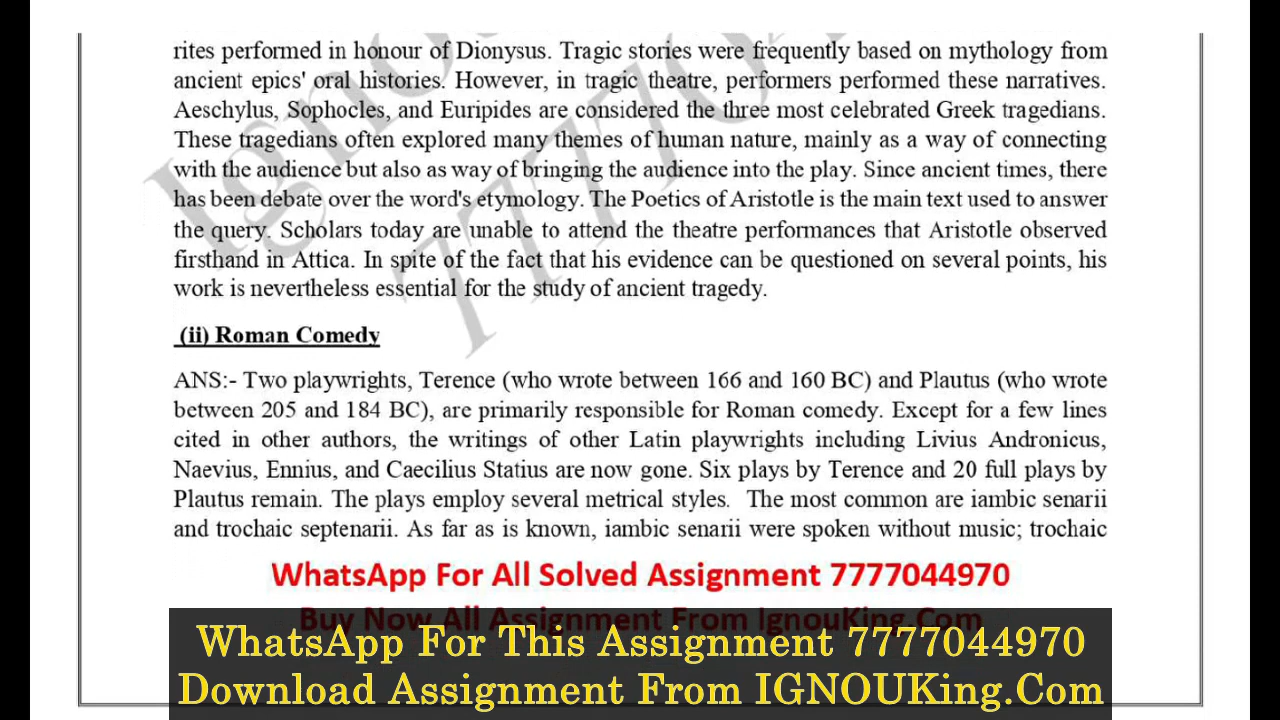 rites performed in honour of Dionysus. Tragic stories were frequently based on mythology from
ancient epics' oral histories. However, in tragic theatre, performers performed these narratives.
Aeschylus, Sophocles, and Euripides are considered the three most celebrated Greek tragedians.
These tragedians often explored many themes of human nature, mainly as a way of connecting
with the audience but also as way of bringing the audience into the play. Since ancient times, there
has been debate over the word's etymology. The Poetics of Aristotle is the main text used to answer
the query. Scholars today are unable to attend the theatre performances that Aristotle observed
firsthand in Attica. In spite of the fact that his evidence can be questioned on several points, his
work is nevertheless essential for the study of ancient tragedy.
(ii) Roman Comedy
ANS:- Two playwrights, Terence (who wrote between 166 and 160 BC) and Plautus (who wrote
between 205 and 184 BC), are primarily responsible for Roman comedy. Except for a few lines
cited in other authors, the writings of other Latin playwrights including Livius Andronicus,
Naevius, Ennius, and Caecilius Statius are now gone. Six plays by Terence and 20 full plays by
Plautus remain. The plays employ several metrical styles. The most common are iambic senarii
and trochaic septenarii. As far as is known, iambic senarii were spoken without music; trochaic
WhatsApp For All Solved Assignment 7777044970
Buy Now All Assignment From IgnouKing.Com
WhatsApp For This Assignment 7777044970
Download Assignment From IGNOUKing.Com